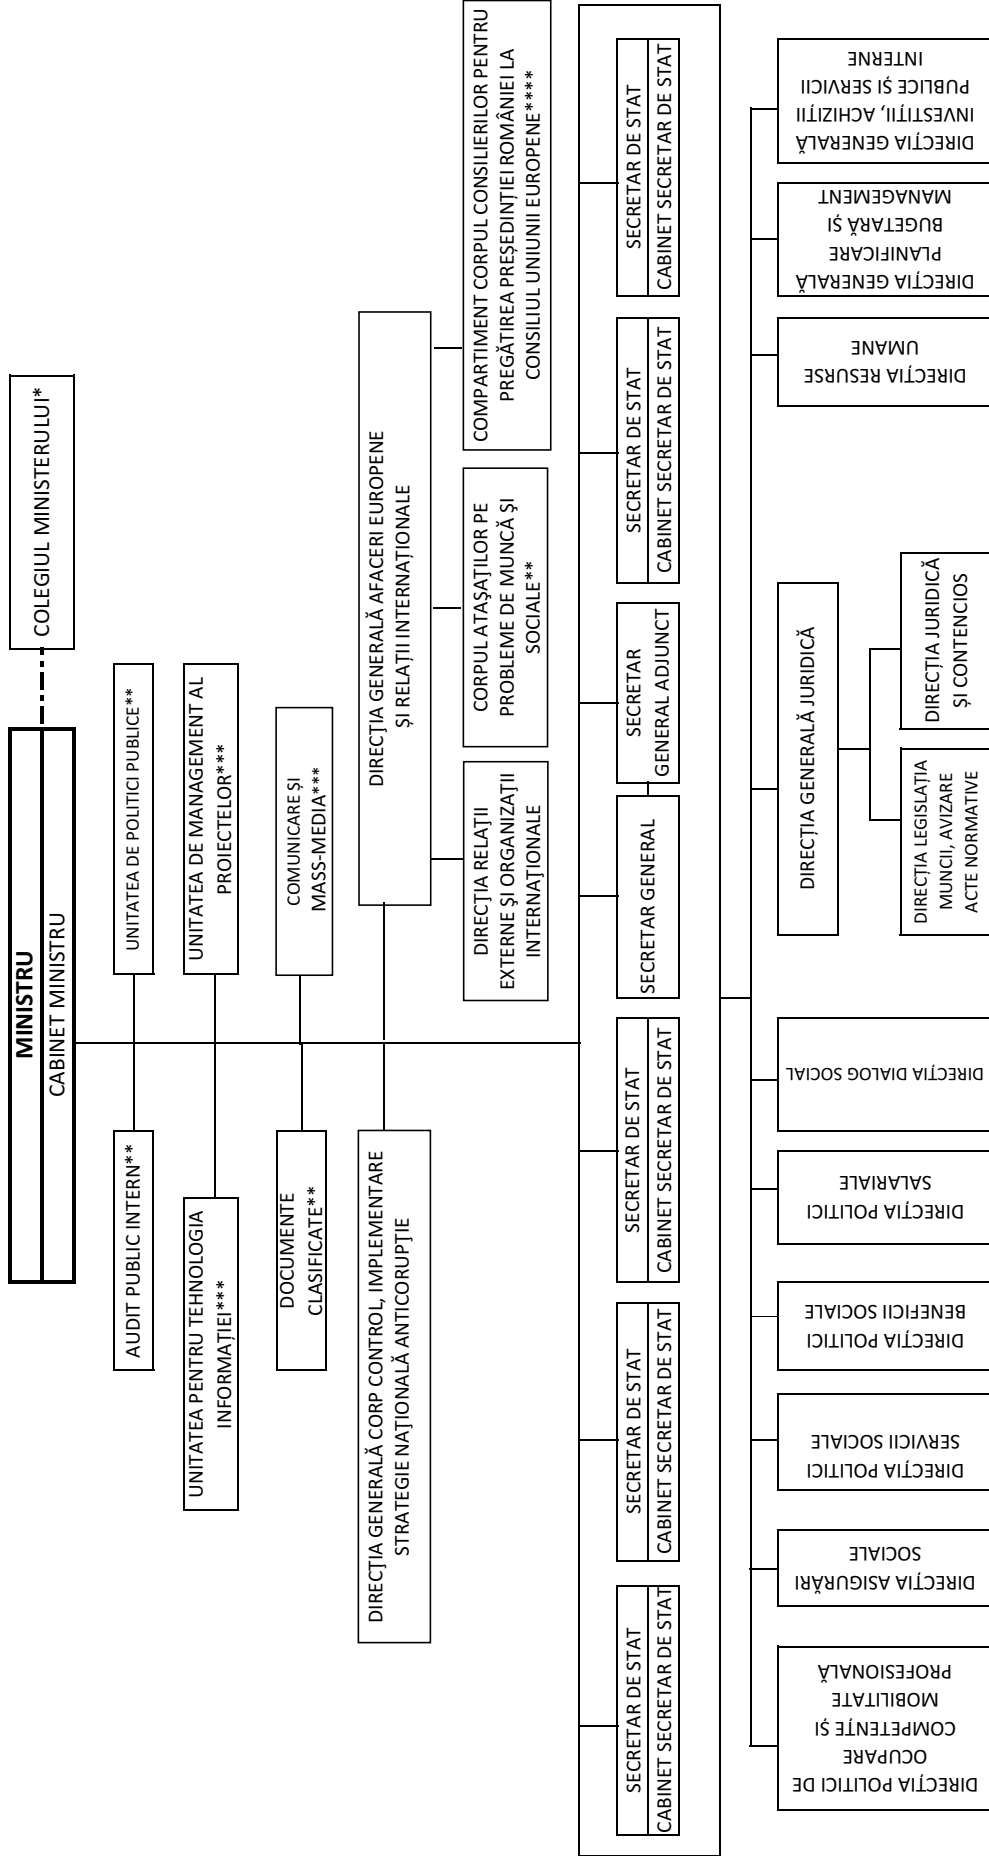 MINISTRU
CABINET MINISTRU
COLEGIUL MINISTERULUI*
AUDIT PUBLIC INTERN**
UNITATEA DE POLITICI PUBLICE**
UNITATEA PENTRU TEHNOLOGIA
INFORMAȚIEI***
UNITATEA DE MANAGEMENT AL
PROIECTELOR***
DOCUMENTE
CLASIFICATE**
COMUNICARE ȘI
MASS-MEDIA***
DIRECȚIA GENERALĂ CORP CONTROL, IMPLEMENTARE
STRATEGIE NAȚIONALĂ ANTICORUPȚIE
DIRECȚIA GENERALĂ AFACERI EUROPENE
ȘI RELAȚII INTERNAȚIONALE
DIRECȚIA RELAȚII
EXTERNE ȘI ORGANIZAȚII
INTERNAȚIONALE
CORPUL ATAȘAȚILOR PE
PROBLEME DE MUNCĂ ȘI
SOCIALE**
COMPARTIMENT CORPUL CONSILIERILOR PENTRU
PREGĂTIREA PREȘEDINȚIEI ROMÂNIEI LA
CONSILIUL UNIUNII EUROPENE****
SECRETAR DE STAT
CABINET SECRETAR DE STAT
SECRETAR DE STAT
CABINET SECRETAR DE STAT
SECRETAR DE STAT
CABINET SECRETAR DE STAT
SECRETAR GENERAL
SECRETAR
GENERAL ADJUNCT
SECRETAR DE STAT
CABINET SECRETAR DE STAT
SECRETAR DE STAT
CABINET SECRETAR DE STAT
DIRECȚIA POLITICI DE
OCUPARE
COMPETENȚE ȘI
MOBILITATE
PROFESIONALĂ
DIRECȚIA ASIGURĂRI
SOCIALE
DIRECȚIA POLITICI
SERVICII SOCIALE
DIRECȚIA POLITICI
BENEFICII SOCIALE
DIRECȚIA POLITICI
SALARIALE
DIRECȚIA DIALOG SOCIAL
DIRECȚIA GENERALĂ JURIDICĂ
DIRECȚIA LEGISLAȚIA
MUNCII, AVIZARE
ACTE NORMATIVE
DIRECȚIA JURIDICĂ
ȘI CONTENCIOS
DIRECȚIA RESURSE
UMANE
DIRECȚIA GENERALĂ
PLANIFICARE
BUGETARĂ ȘI
MANAGEMENT
DIRECȚIA GENERALĂ
INVESTIȚII, ACHIZIȚII
PUBLICE ȘI SERVICII
INTERNE